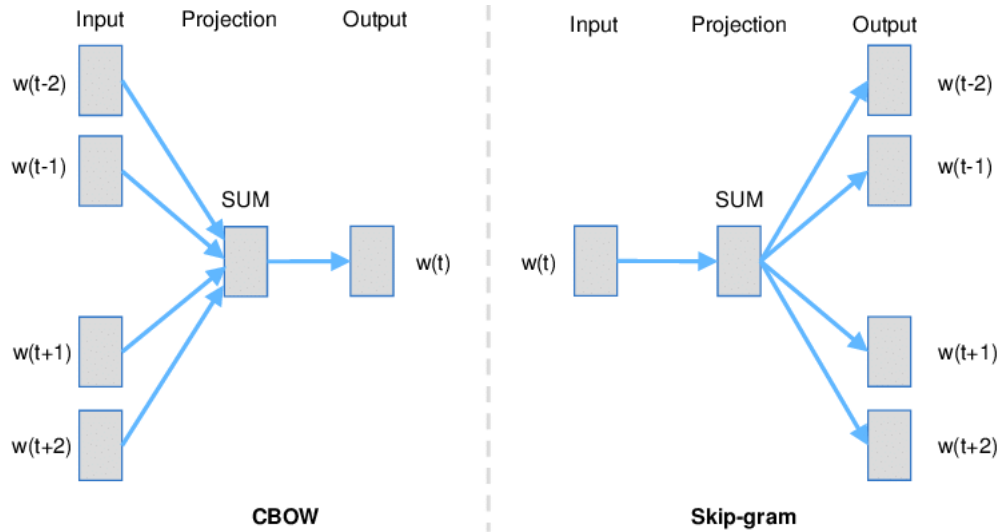 Input Projection Output
w(t-2)
w(t-1)
SUM
w(t)
w(t+1)
w(t+2)
CBOW
Input Projection Output
w(t-2)
w(t-1)
SUM
w(t)
w(t+1)
w(t+2)
Skip-gram